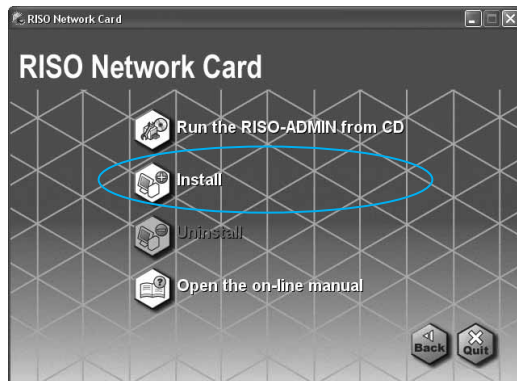 RISO Network Card
RISO Network Card
Run the RISO-ADMIN from CD
Install
Uninstall
Open the on-line manual
Back
Quit